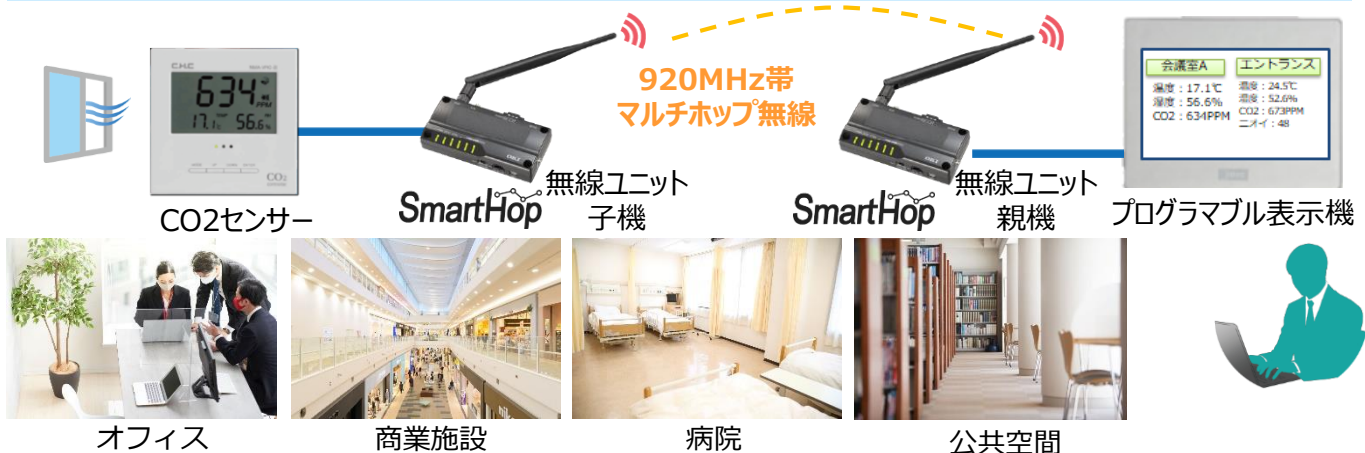 C.H.C
634
PPM
17.1℃
56.6%
CO2
SmartHop
CO2センサー
無線ユニット
子機
920MHz帯
マルチホップ無線
SmartHop
無線ユニット
親機
会議室A
温度：17.1℃
湿度：56.6%
CO2：634PPM
エントランス
温度：24.5℃
湿度：52.6%
CO2：673PPM
ニオイ：48
プログラマブル表示機
オフィス
商業施設
病院
公共空間